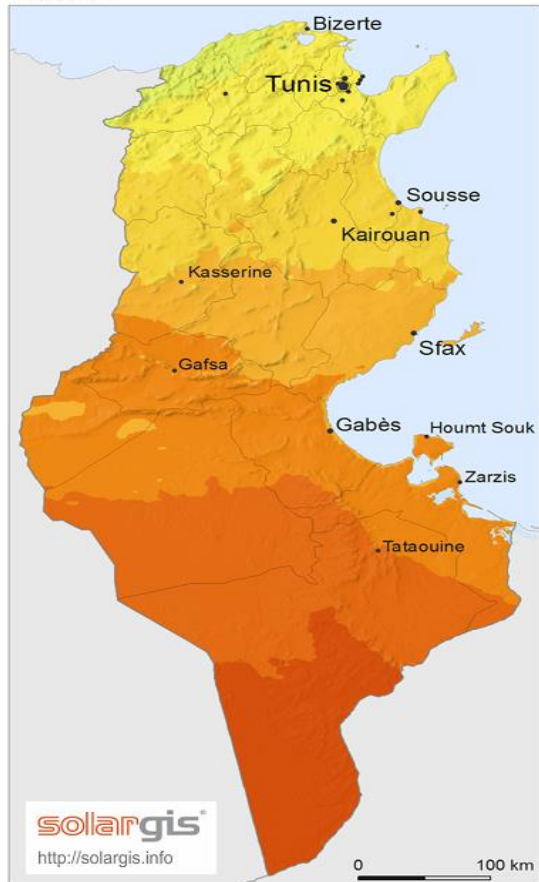 Bizerte
Tunis
Sousse
Kairouan
Kasserine
Sfax
Gafsa
Gabès
Houmt Souk
Zarzis
Tataouine
solargis
http://solargis.info
0 100 km